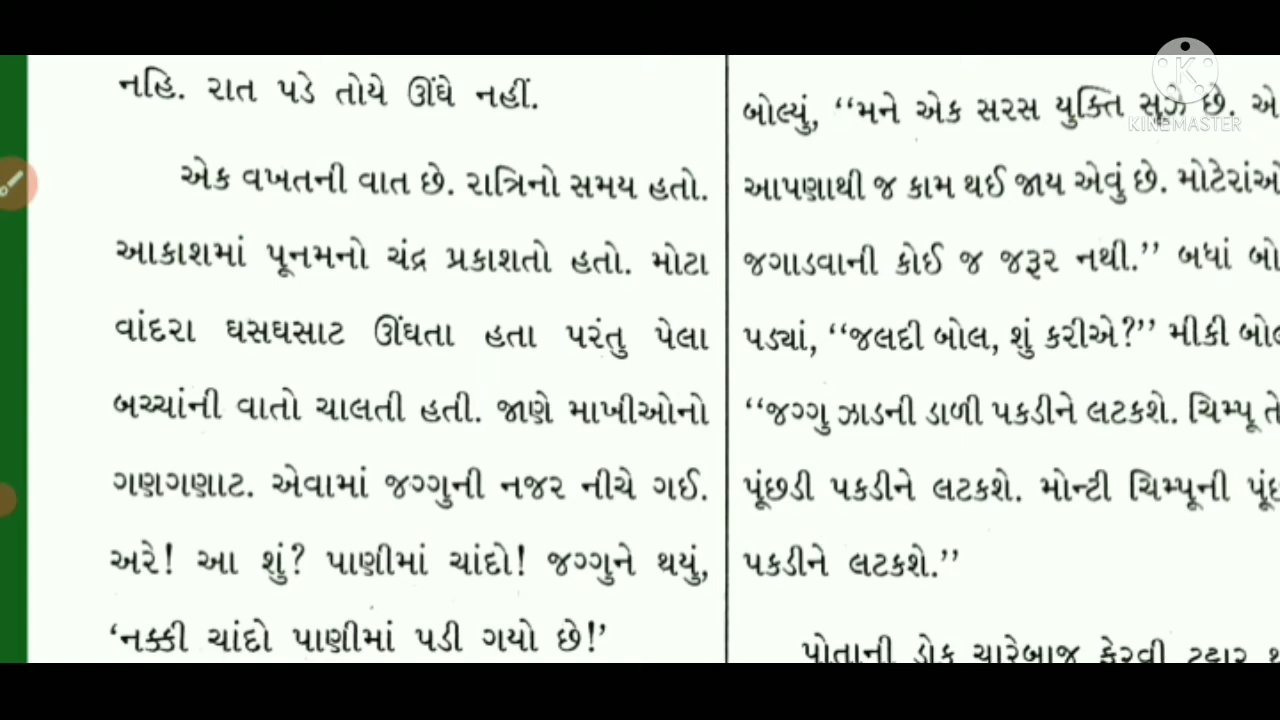 નહિ. રાત પડે તોયે ઊંઘે નહીં.
એક વખતની વાત છે. રાત્રિનો સમય હતો.
આકાશમાં પૂનમનો ચંદ્ર પ્રકાશતો હતો. મોટા
વાંદરા ઘસઘસાટ ઊંઘતા હતા પરંતુ પેલા
બચ્ચાંની વાતો ચાલતી હતી. જાણે માખીઓનો
ગણગણાટ. એવામાં જગ્ગુની નજર નીચે ગઈ.
અરે! આ શું? પાણીમાં ચાંદો! જગ્ગુને થયું,
‘નક્કી ચાંદો પાણીમાં પડી ગયો છે!’
બોલ્યું, ‘‘મને એક સરસ યુક્તિ સૂઝે છે. એ
આપણાથી જ કામ થઈ જાય એવું છે. મોટેરાંઓ
જગાડવાની કોઈ જ જરૂર નથી.’’ બધાં બો
પડ્યાં, ‘‘જલદી બોલ, શું કરીએ?’’ મીકી બોલ
‘‘જગ્ગુ ઝાડની ડાળી પકડીને લટકશે. ચિમ્પૂ તે
પૂંછડી પકડીને લટકશે. મોન્ટી ચિમ્પૂની પૂંછ
પકડીને લટકશે.’’
પોતાની ડોક ચારેબાજુ ફેરવી ટટ્ટાર
KINEMASTER